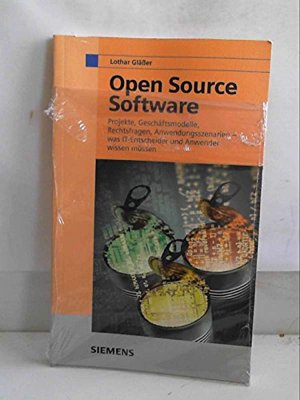 Lothar Gläßer
Open Source
Software
Projekte, Geschäftsmodelle,
Rechtsfragen, Anwendungsszenarien –
was IT-Entscheider und Anwender
wissen müssen
SIEMENS